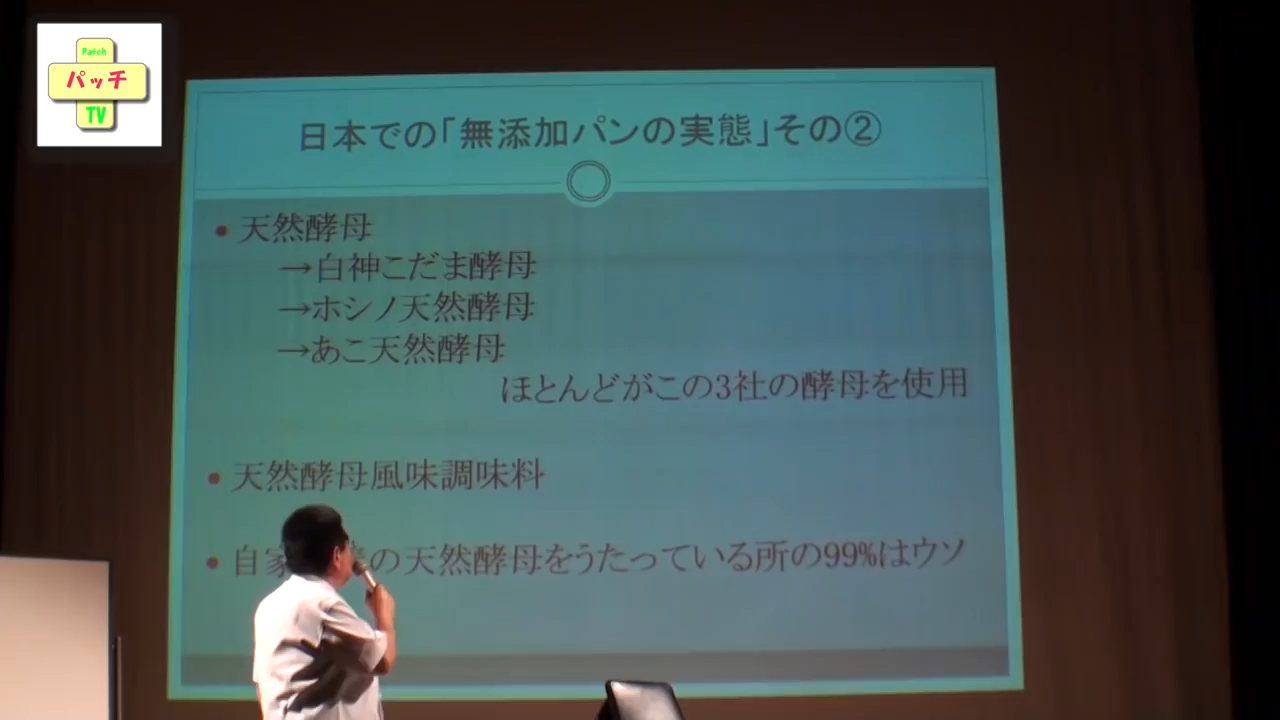 Patch
パッチ
TV
日本での「無添加パンの実態」その②
• 天然酵母
→白神こだま酵母
→ホシノ天然酵母
→あこ天然酵母
ほとんどがこの3社の酵母を使用
• 天然酵母風味調味料
• 自家 の天然酵母をうたっている所の99%はウソ